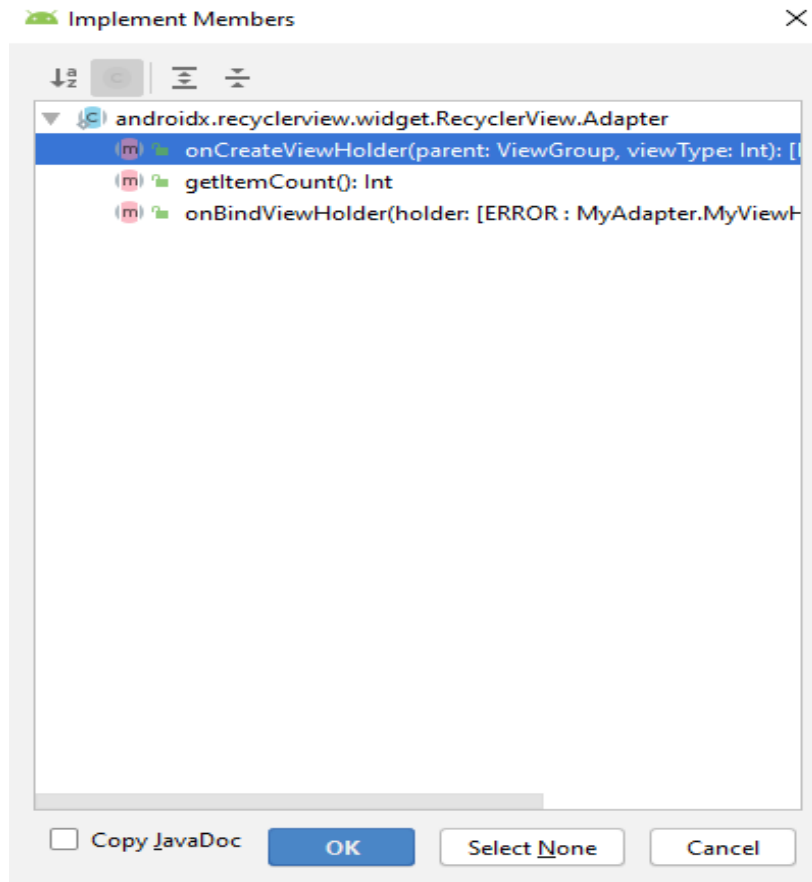 Implement Members
androidx.recyclerview.widget.RecyclerView.Adapter
onCreateViewHolder(parent: ViewGroup, viewType: Int): [
getItemCount(): Int
onBindViewHolder(holder: [ERROR : MyAdapter.MyViewH
Copy JavaDoc
OK
Select None
Cancel